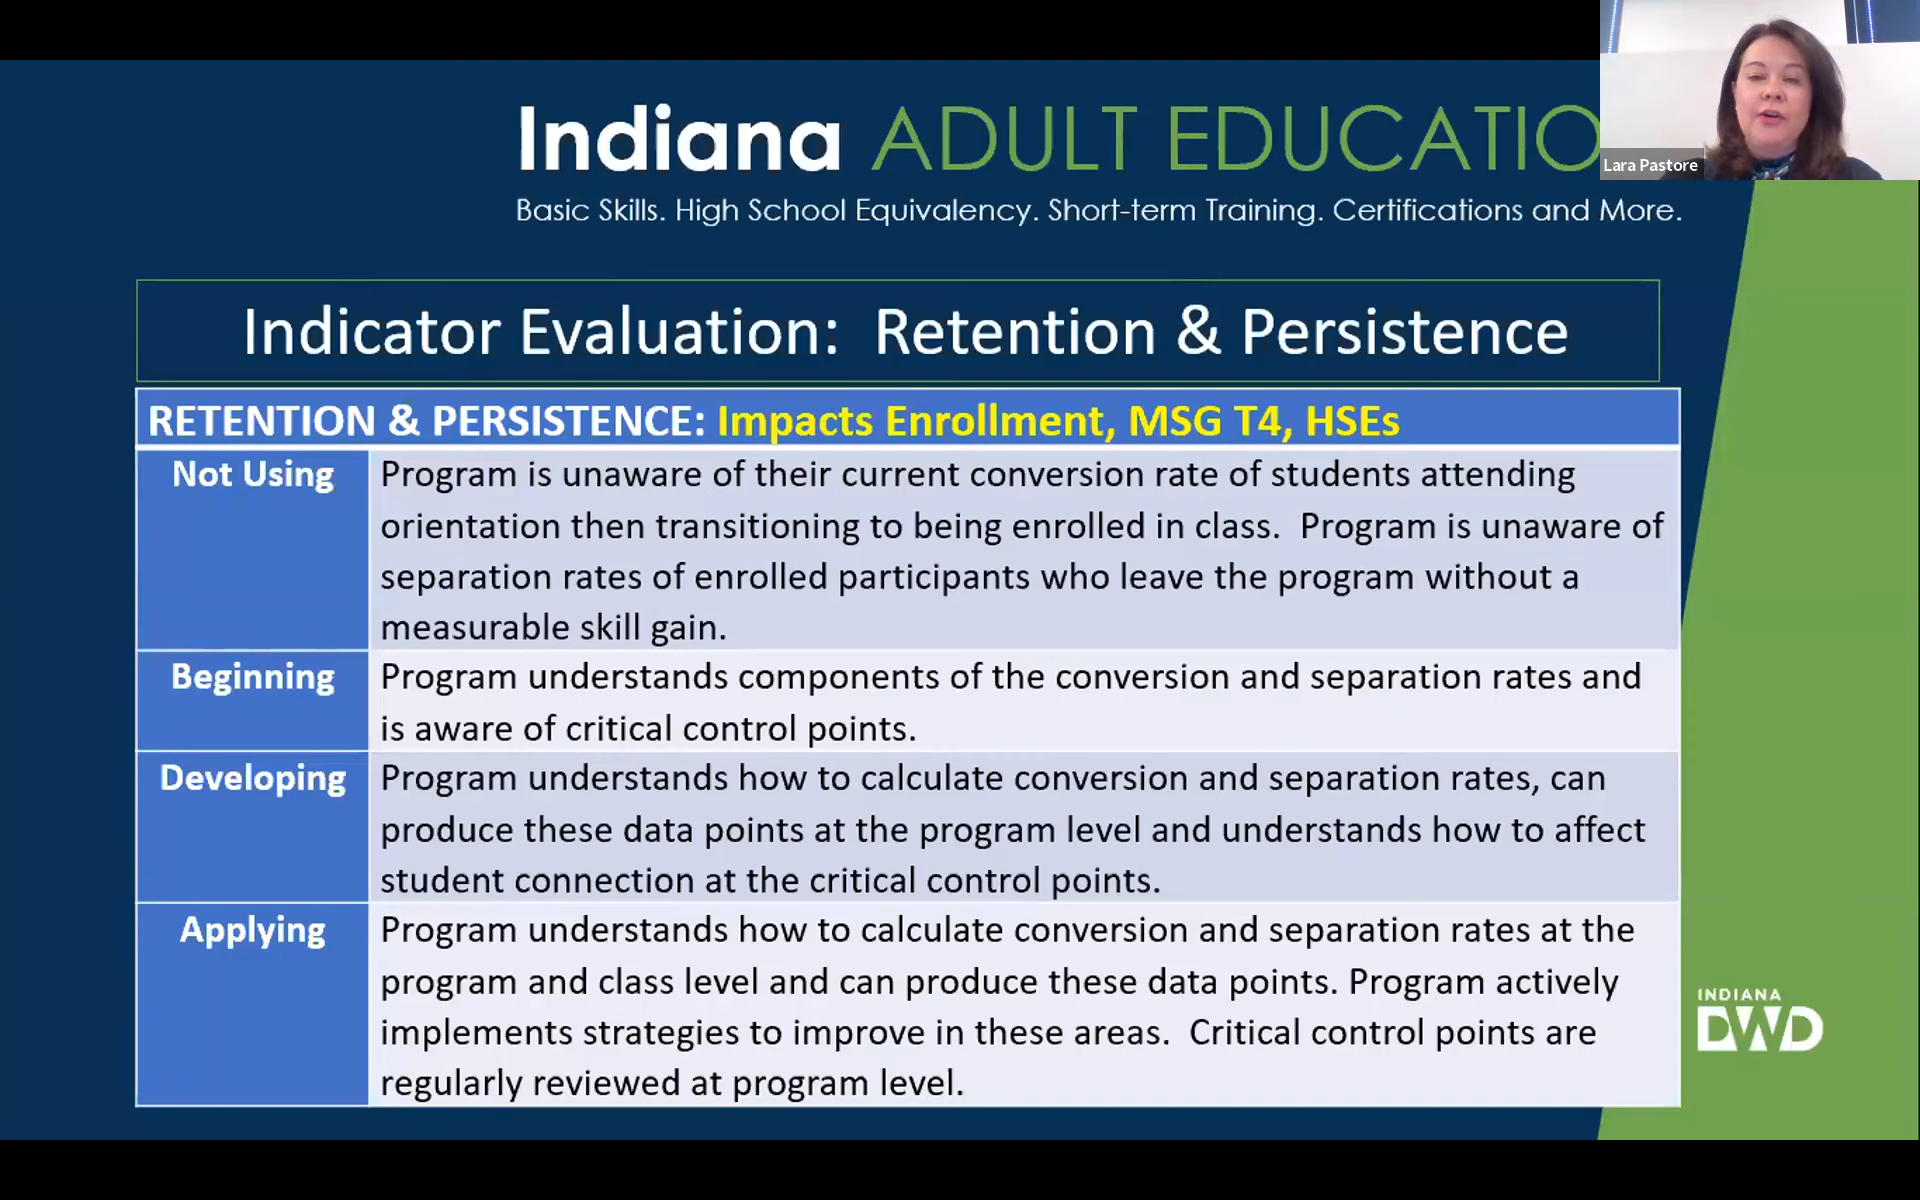 Indiana ADULT EDUCATIO
Lara Pastore
Basic Skills. High School Equivalency. Short-term Training. Certifications and More.
Indicator Evaluation: Retention & Persistence
RETENTION & PERSISTENCE: Impacts Enrollment, MSG T4, HSEs
Not Using
Program is unaware of their current conversion rate of students attending
orientation then transitioning to being enrolled in class. Program is unaware of
separation rates of enrolled participants who leave the program without a
measurable skill gain.
Beginning
Program understands components of the conversion and separation rates and
is aware of critical control points.
Developing
Program understands how to calculate conversion and separation rates, can
produce these data points at the program level and understands how to affect
student connection at the critical control points.
Applying
Program understands how to calculate conversion and separation rates at the
program and class level and can produce these data points. Program actively
implements strategies to improve in these areas. Critical control points are
regularly reviewed at program level.
INDIANA
DWD